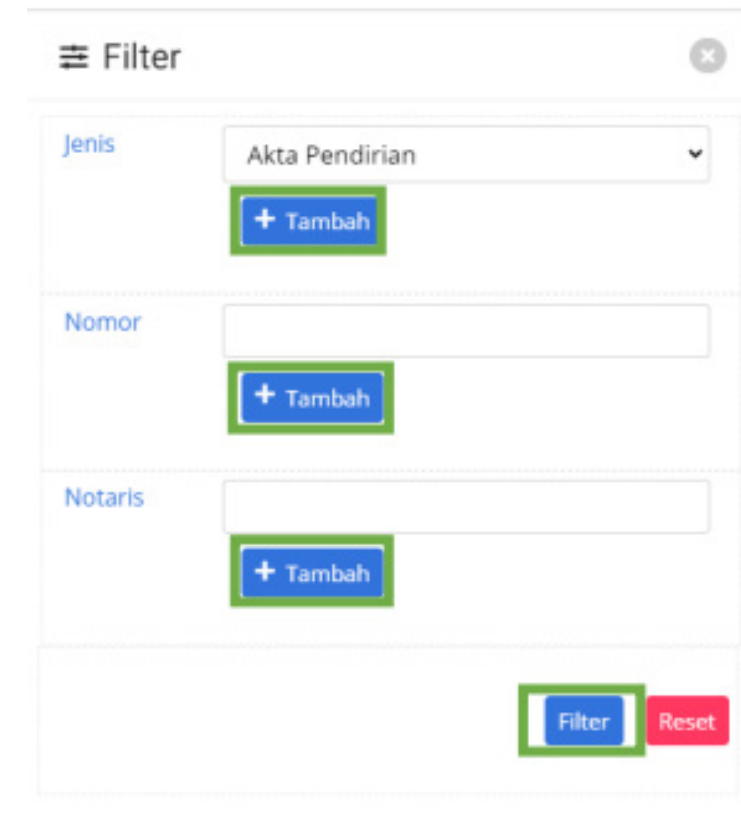 Filter
Jenis
Akta Pendirian
+ Tambah
Nomor
+ Tambah
Notaris
+ Tambah
Filter Reset